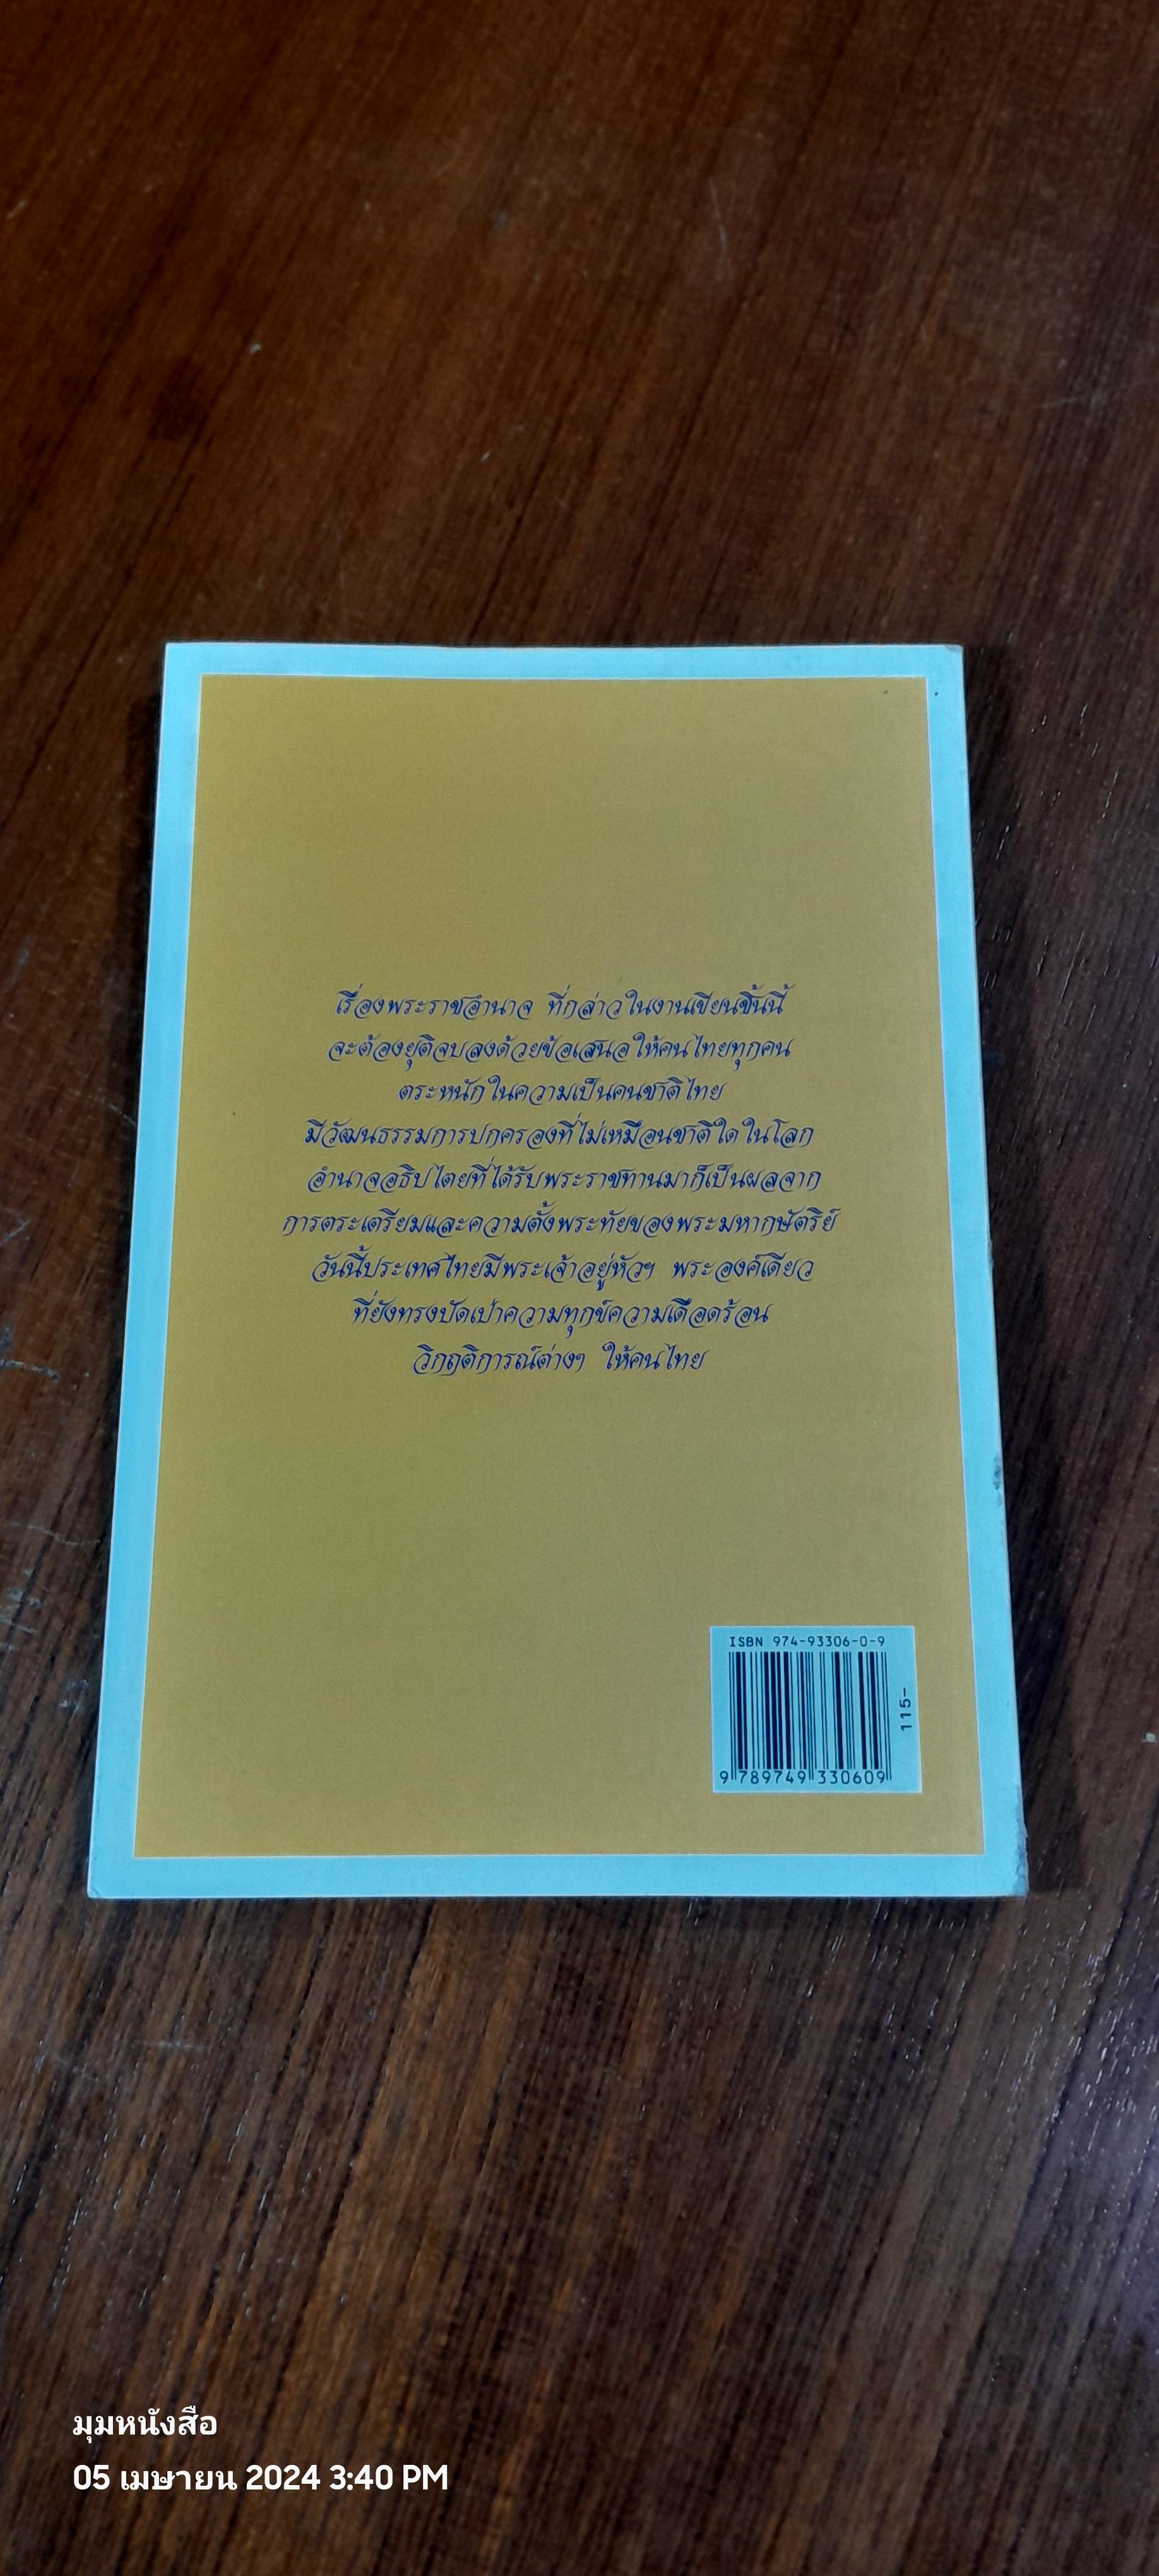 เรื่องพระราชอำนาจ ที่กล่าวในงานเขียนชิ้นนี้
จะต้องยุติจบลงด้วยข้อเสนอให้คนไทยทุกคน
ตระหนักในความเป็นคนชาติไทย
มีวัฒนธรรมการปกครองที่ไม่เหมือนชาติใดในโลก
อำนาจอธิปไตยที่ได้รับพระราชทานมาก็เป็นผลจาก
การตระเตรียมและความตั้งพระทัยของพระมหากษัตริย์
วันนี้ประเทศไทยมีพระเจ้าอยู่หัวฯ พระองค์เดียว
ที่ยังทรงปัดเป่าความทุกข์ความเดือดร้อน
วิกฤติการณ์ต่างๆ ให้คนไทย
ISBN 974-93306-0-9
115-
9 789749 330609
มุมหนังสือ
05 เมษายน 2024 3:40 PM